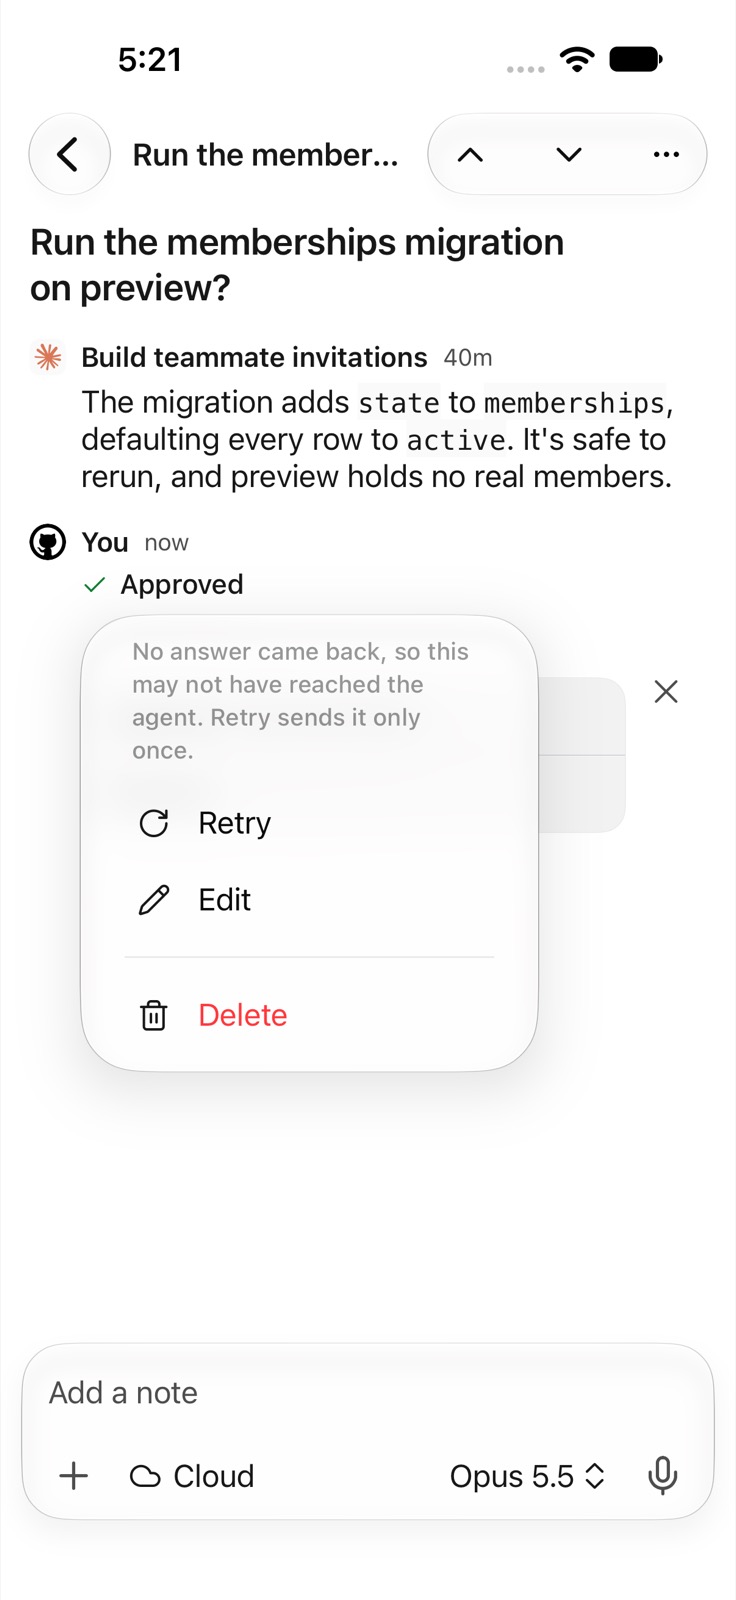 5:21
Run the member...
Run the memberships migration
on preview?
Build teammate invitations 40m
The migration adds state to memberships,
defaulting every row to active. It's safe to
rerun, and preview holds no real members.
You now
Approved
No answer came back, so this
may not have reached the
agent. Retry sends it only
once.
Retry
Edit
Delete
Add a note
Cloud
Opus 5.5